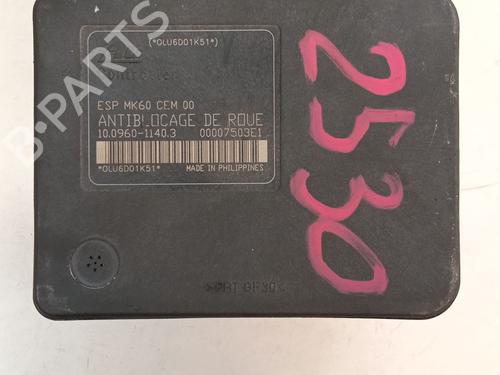 (*OLU6D01K51*)
ESP MK60 CEM 00
ANTIBLOCAGE DE ROUE
10.0960-1140.3 00007503E1
*OLU6D01K51* MADE IN PHILIPPINES
2530
B-PARTS